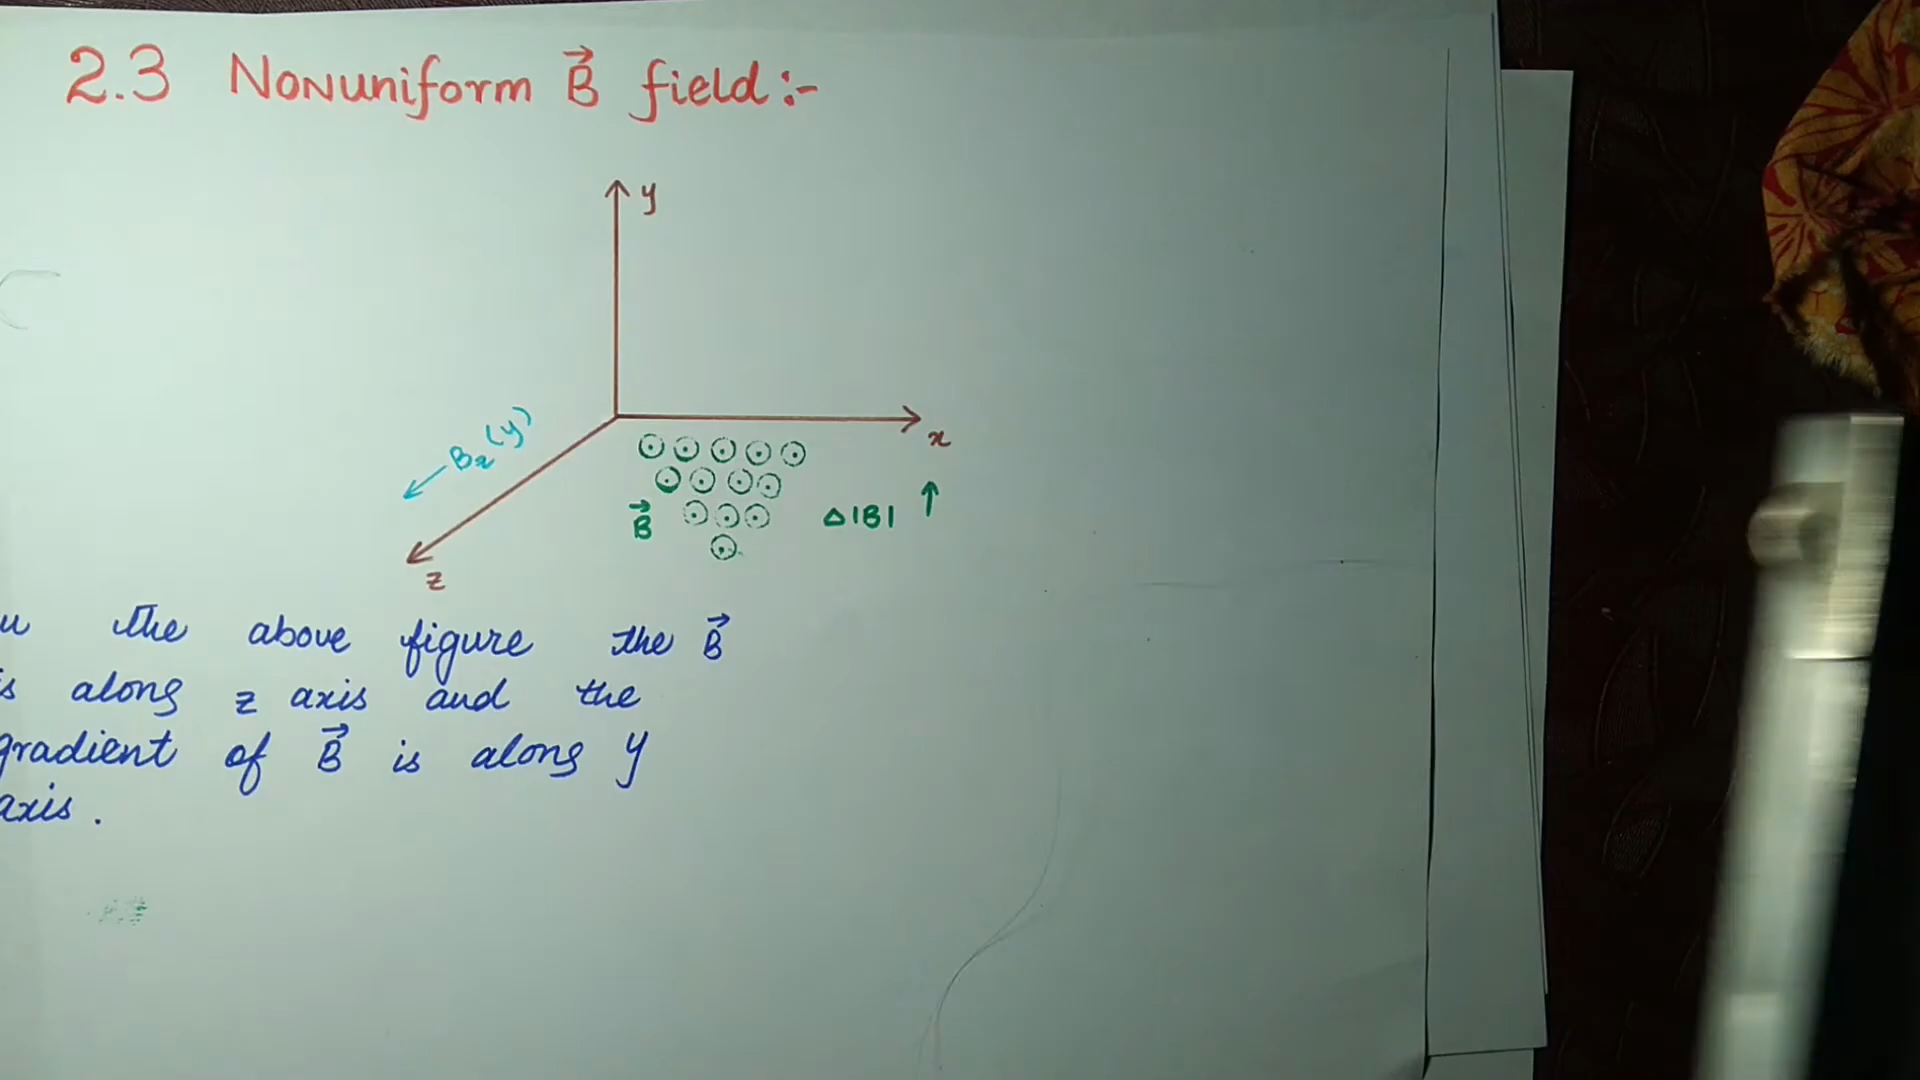 2.3 Nonuniform B⃗ field:-
y
x
Bz(y)
B⃗
Δ|B| ↑
z
the above figure the B⃗
along z axis and the
gradient of B⃗ is along y
axis.